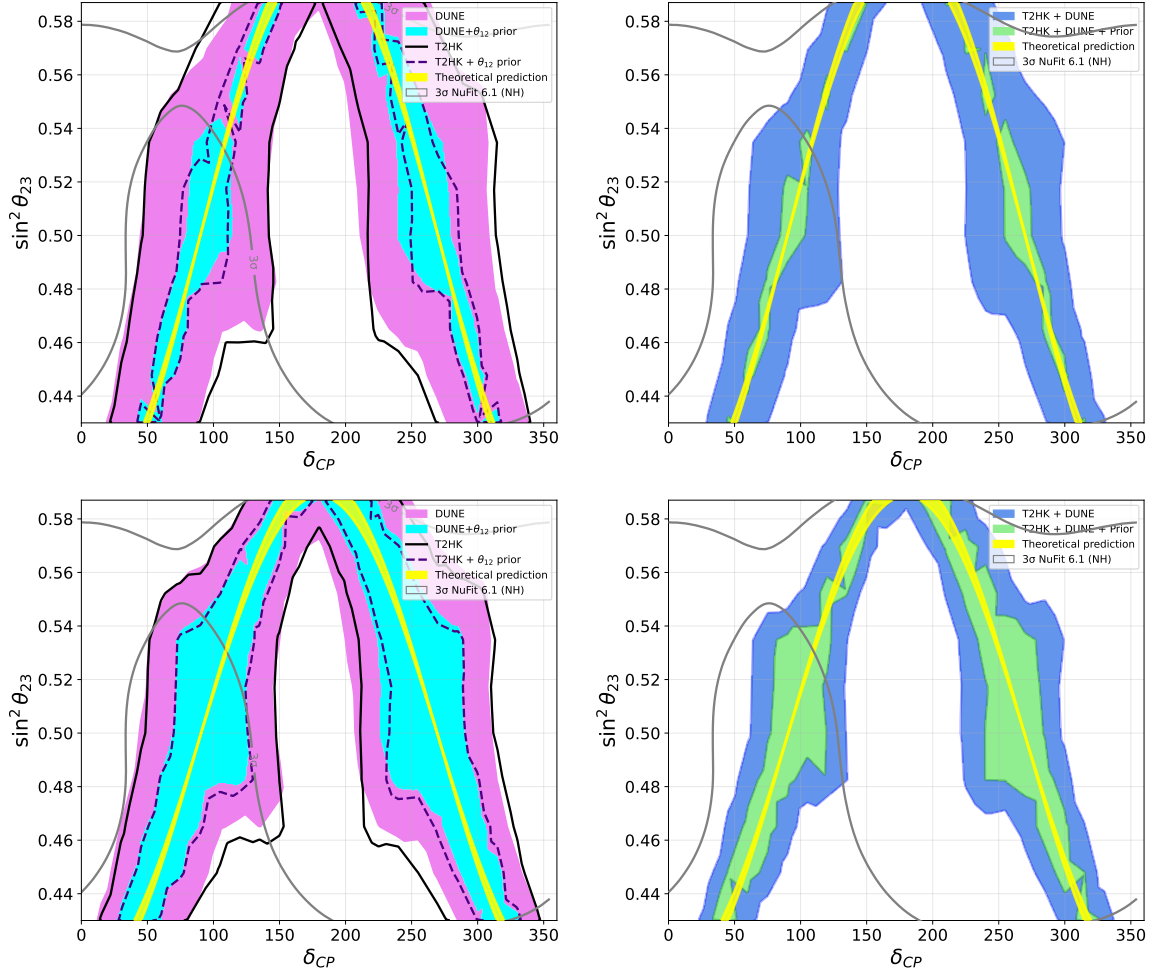 0.58
0.56
0.54
0.52
0.50
0.48
0.46
0.44
sin² θ₂₃
0 50 100 150 200 250 300 350
δ_CP
3σ
3σ
DUNE
DUNE+θ₁₂ prior
T2HK
T2HK + θ₁₂ prior
Theoretical prediction
3σ NuFit 6.1 (NH)
0.58
0.56
0.54
0.52
0.50
0.48
0.46
0.44
sin² θ₂₃
0 50 100 150 200 250 300 350
δ_CP
T2HK + DUNE
T2HK + DUNE + Prior
Theoretical prediction
3σ NuFit 6.1 (NH)
0.58
0.56
0.54
0.52
0.50
0.48
0.46
0.44
sin² θ₂₃
0 50 100 150 200 250 300 350
δ_CP
3σ
3σ
DUNE
DUNE+θ₁₂ prior
T2HK
T2HK + θ₁₂ prior
Theoretical prediction
3σ NuFit 6.1 (NH)
0.58
0.56
0.54
0.52
0.50
0.48
0.46
0.44
sin² θ₂₃
0 50 100 150 200 250 300 350
δ_CP
T2HK + DUNE
T2HK + DUNE + Prior
Theoretical prediction
3σ NuFit 6.1 (NH)